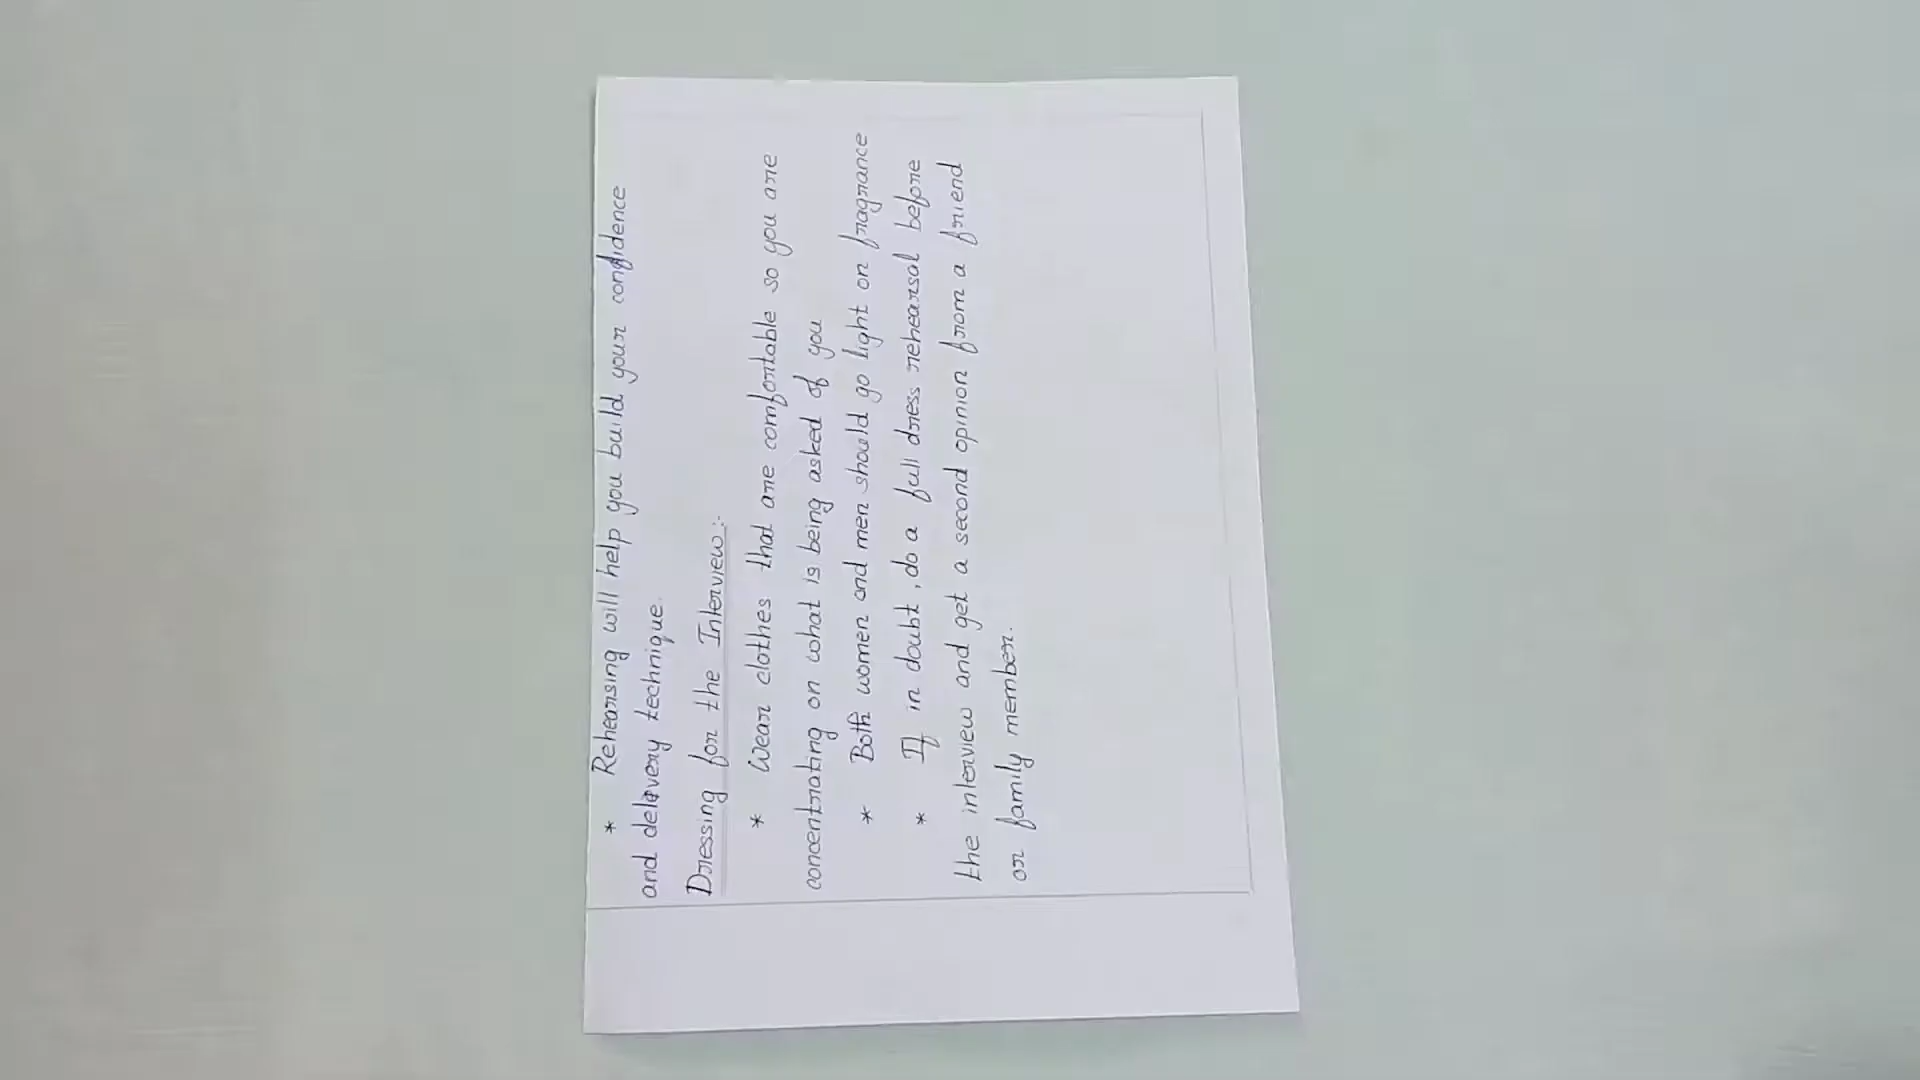 * Rehearsing will help you build your confidence
and delivery technique.
Dressing for the Interview:-
* Wear clothes that are comfortable so you are
concentrating on what is being asked of you
* Both women and men should go light on fragrance
* If in doubt, do a full dress rehearsal before
the interview and get a second opinion from a friend
or family member.